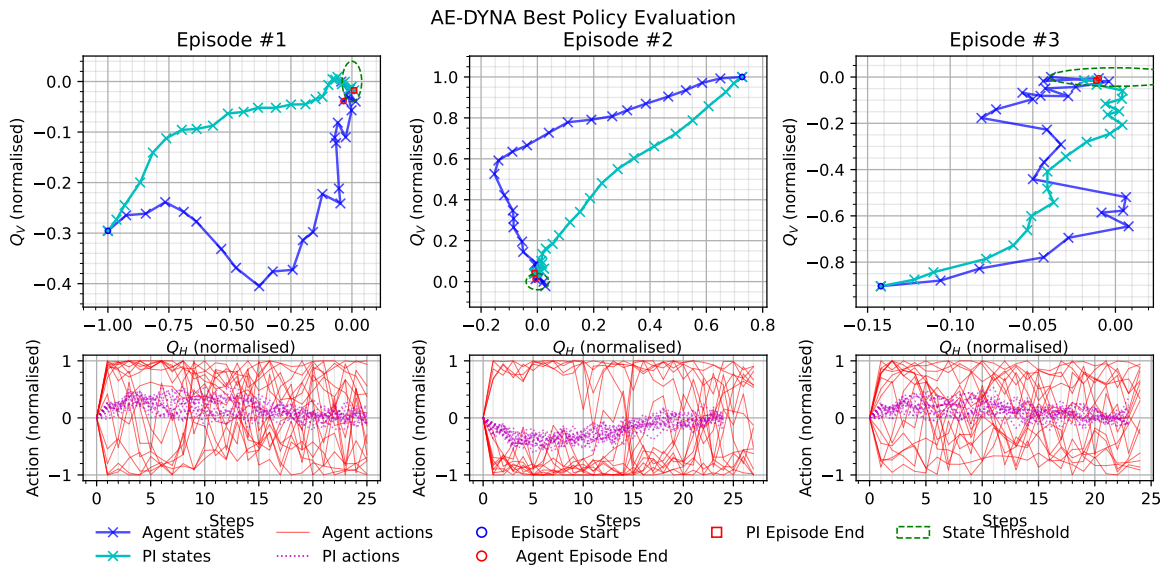 AE-DYNA Best Policy Evaluation
Episode #1
Episode #2
Episode #3
0.0
−0.1
−0.2
−0.3
−0.4
Q_V (normalised)
−1.00
−0.75
−0.50
−0.25
0.00
Q_H (normalised)
1.0
0.8
0.6
0.4
0.2
0.0
Q_V (normalised)
−0.2
0.0
0.2
0.4
0.6
0.8
Q_H (normalised)
0.0
−0.2
−0.4
−0.6
−0.8
Q_V (normalised)
−0.15
−0.10
−0.05
0.00
Q_H (normalised)
1
0
−1
Action (normalised)
0
5
10
15
20
25
Steps
1
0
−1
Action (normalised)
0
5
10
15
20
25
Steps
1
0
−1
Action (normalised)
0
5
10
15
20
25
Steps
Agent states
Agent actions
Episode Start
PI Episode End
State Threshold
PI states
PI actions
Agent Episode End